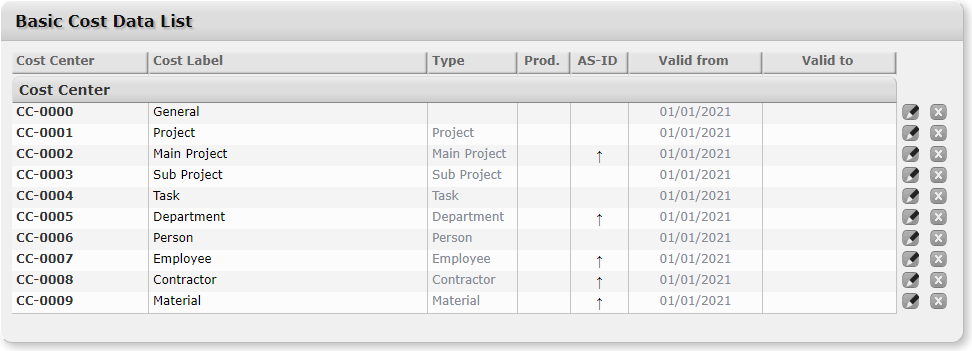 Basic Cost Data List
Cost Center Cost Label Type Prod. AS-ID Valid from Valid to
Cost Center
CC-0000 General 01/01/2021
CC-0001 Project Project 01/01/2021
CC-0002 Main Project Main Project ↑ 01/01/2021
CC-0003 Sub Project Sub Project 01/01/2021
CC-0004 Task Task 01/01/2021
CC-0005 Department Department ↑ 01/01/2021
CC-0006 Person Person 01/01/2021
CC-0007 Employee Employee ↑ 01/01/2021
CC-0008 Contractor Contractor ↑ 01/01/2021
CC-0009 Material Material ↑ 01/01/2021